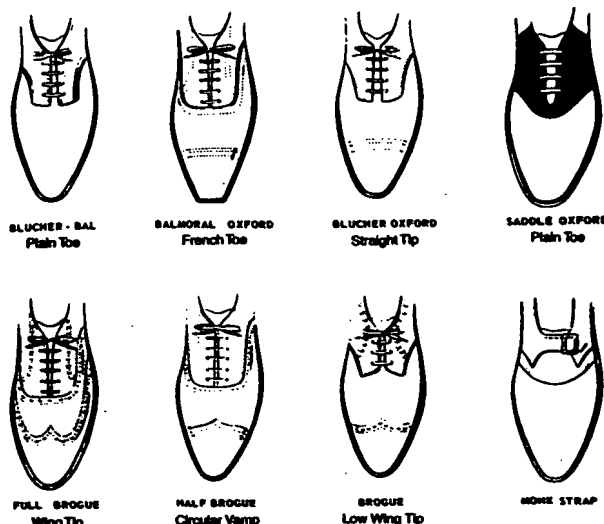 BLUCHER - BAL
Plain Toe
BALMORAL OXFORD
French Toe
BLUCHER OXFORD
Straight Tip
SADDLE OXFORD
Plain Toe
FULL BROGUE
Wing Tip
HALF BROGUE
Circular Vamp
BROGUE
Low Wing Tip
MONK STRAP